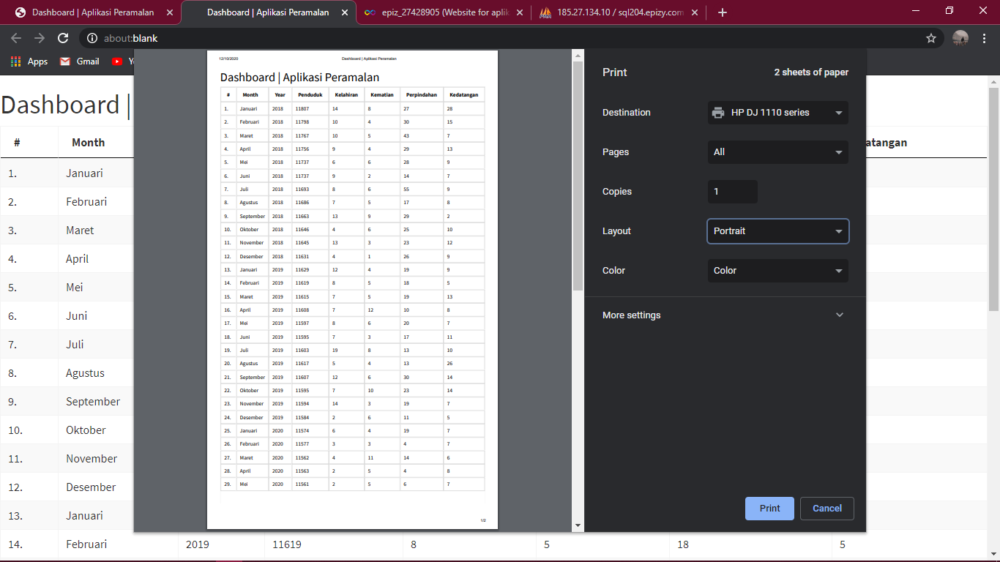 Dashboard | Aplikasi Peramalan
Dashboard | Aplikasi Peramalan
epiz_27428905 (Website for aplik
185.27.134.10 / sql204.epizy.com
about:blank
Apps Gmail
12/10/2020 Dashboard | Aplikasi Peramalan
Dashboard | Aplikasi Peramalan
# Month Year Penduduk Kelahiran Kematian Perpindahan Kedatangan
1. Januari 2018 11807 14 8 27 28
2. Februari 2018 11798 10 4 30 15
3. Maret 2018 11767 10 5 43 7
4. April 2018 11756 9 4 29 13
5. Mei 2018 11737 6 6 28 9
6. Juni 2018 11737 9 2 14 7
7. Juli 2018 11693 8 6 55 9
8. Agustus 2018 11686 7 5 17 8
9. September 2018 11663 13 9 29 2
10. Oktober 2018 11646 4 6 25 10
11. November 2018 11645 13 3 23 12
12. Desember 2018 11631 4 1 26 9
13. Januari 2019 11629 12 4 19 9
14. Februari 2019 11619 8 5 18 5
15. Maret 2019 11615 7 5 19 13
16. April 2019 11608 7 12 10 8
17. Mei 2019 11597 8 6 20 7
18. Juni 2019 11595 7 3 17 11
19. Juli 2019 11603 19 8 13 10
20. Agustus 2019 11617 5 4 13 26
21. September 2019 11607 12 6 30 14
22. Oktober 2019 11595 7 10 23 14
23. November 2019 11594 14 3 19 7
24. Desember 2019 11584 2 6 11 5
25. Januari 2020 11574 6 4 19 7
26. Februari 2020 11577 3 3 4 7
27. Maret 2020 11562 4 11 14 6
28. April 2020 11563 2 5 4 8
29. Mei 2020 11561 2 5 6 7
1/2
Print 2 sheets of paper
Destination HP DJ 1110 series
Pages All
Copies 1
Layout Portrait
Color Color
More settings
Print Cancel
Dashboard |
# Month atangan
1. Januari
2. Februari
3. Maret
4. April
5. Mei
6. Juni
7. Juli
8. Agustus
9. September
10. Oktober
11. November
12. Desember
13. Januari
14. Februari 2019 11619 8 5 18 5